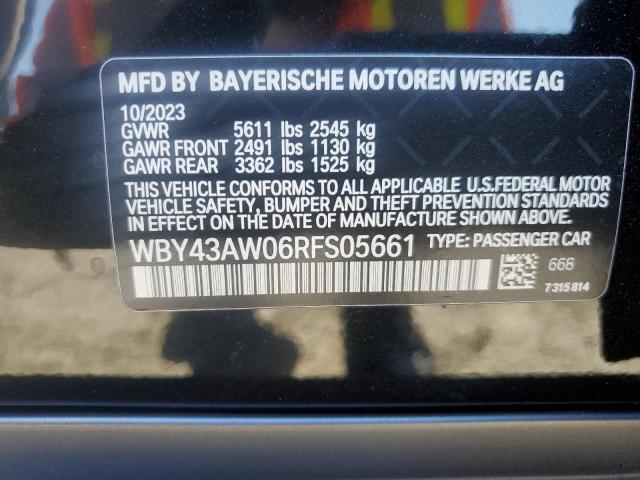 MFD BY BAYERISCHE MOTOREN WERKE AG
10/2023
GVWR 5611 lbs 2545 kg
GAWR FRONT 2491 lbs 1130 kg
GAWR REAR 3362 lbs 1525 kg
THIS VEHICLE CONFORMS TO ALL APPLICABLE U.S.FEDERAL MOTOR
VEHICLE SAFETY, BUMPER AND THEFT PREVENTION STANDARDS
IN EFFECT ON THE DATE OF MANUFACTURE SHOWN ABOVE.
WBY43AW06RFS05661 TYPE: PASSENGER CAR
668
7315814